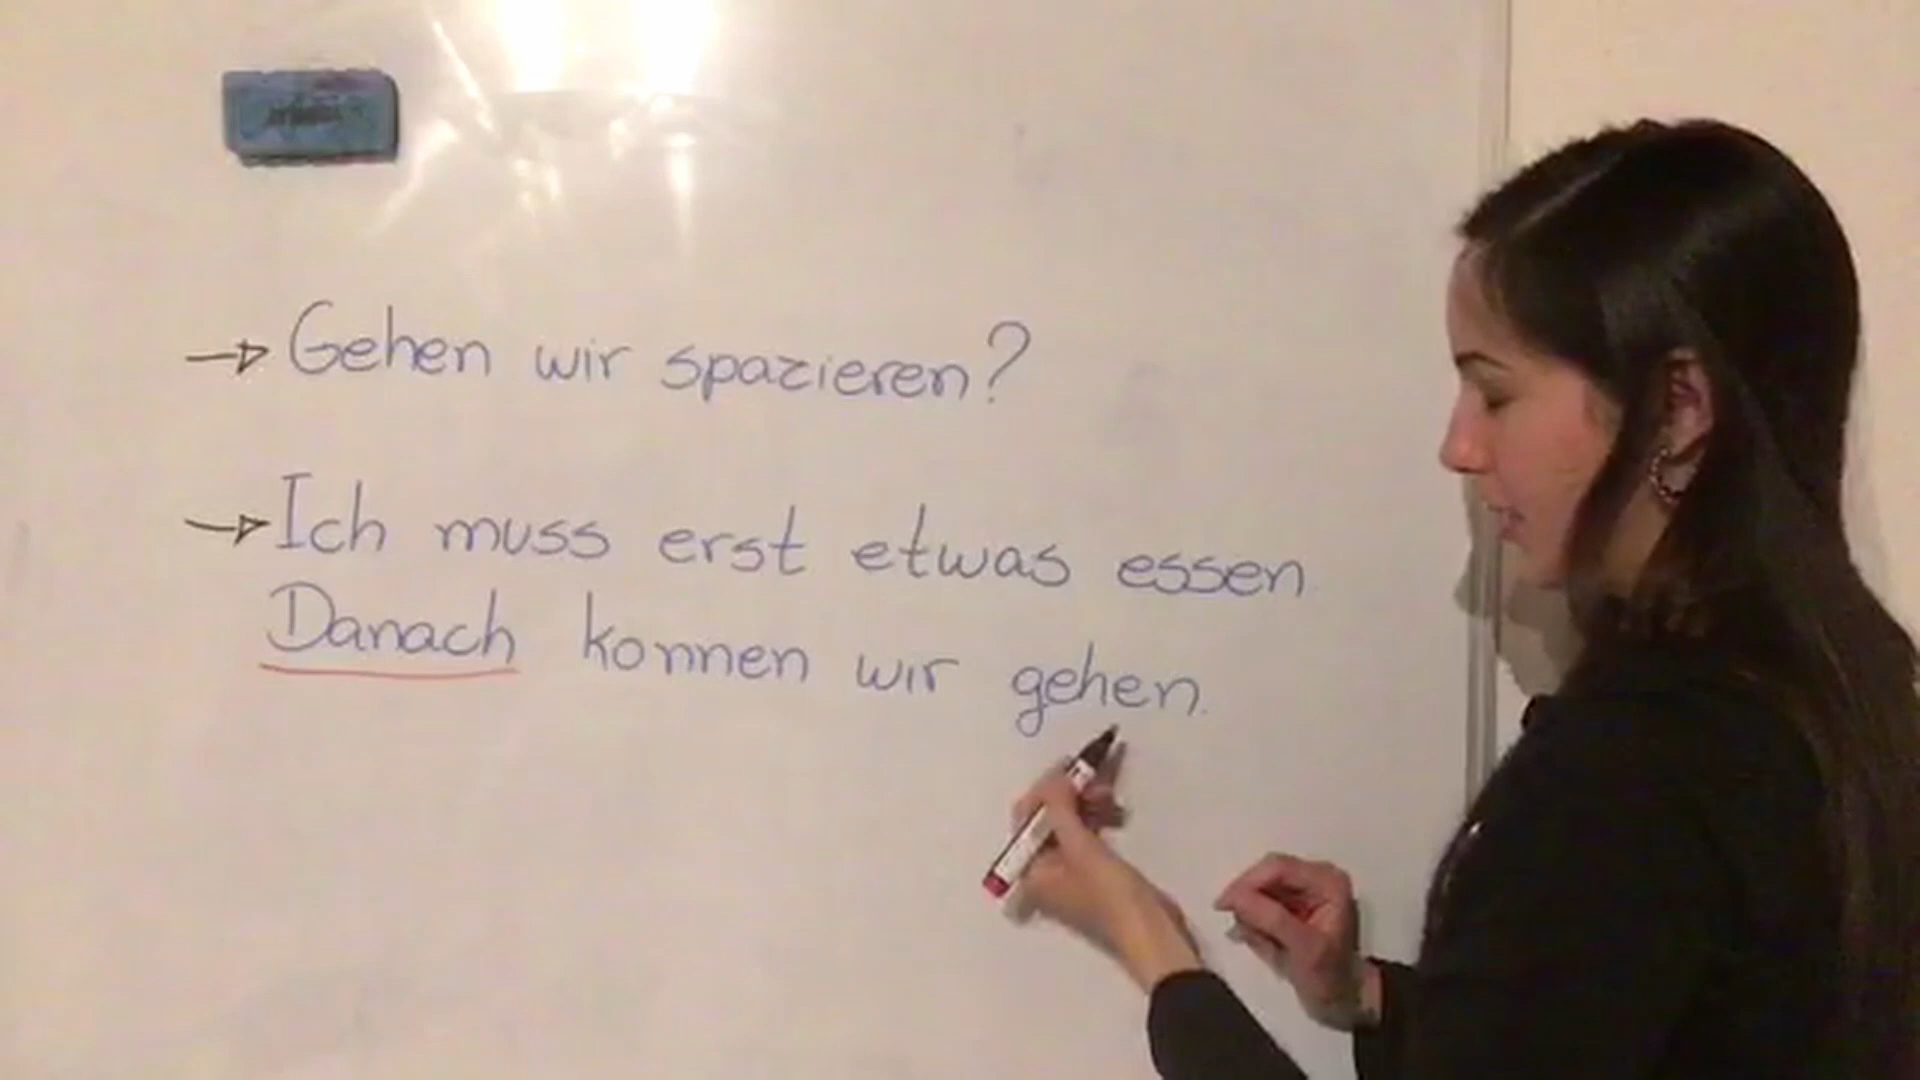 Gehen wir spazieren?
Ich muss erst etwas essen
Danach konnen wir gehen.